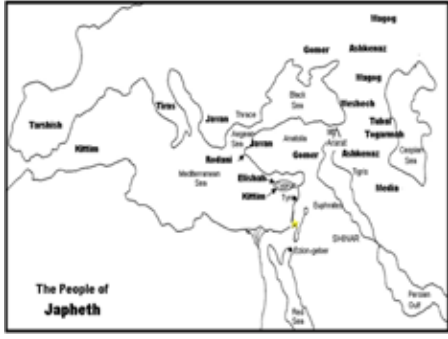 Magog
Gomer
Ashkenaz
Magog
Black
Sea
Meshech
Tiras
Javan
Thrace
Tubal
Togarmah
Tarshish
Kittim
Aegean
Sea
Javan
Anatolia
Mt.
Ararat
Caspian
Sea
Rodani
Gomer
Ashkenaz
Mediterranean
Sea
Elishah
Tigris
Media
Kittim
Tyre
Euphrates
SHINAR
Ezion-geber
The People of
Japheth
Persian
Gulf
Red
Sea